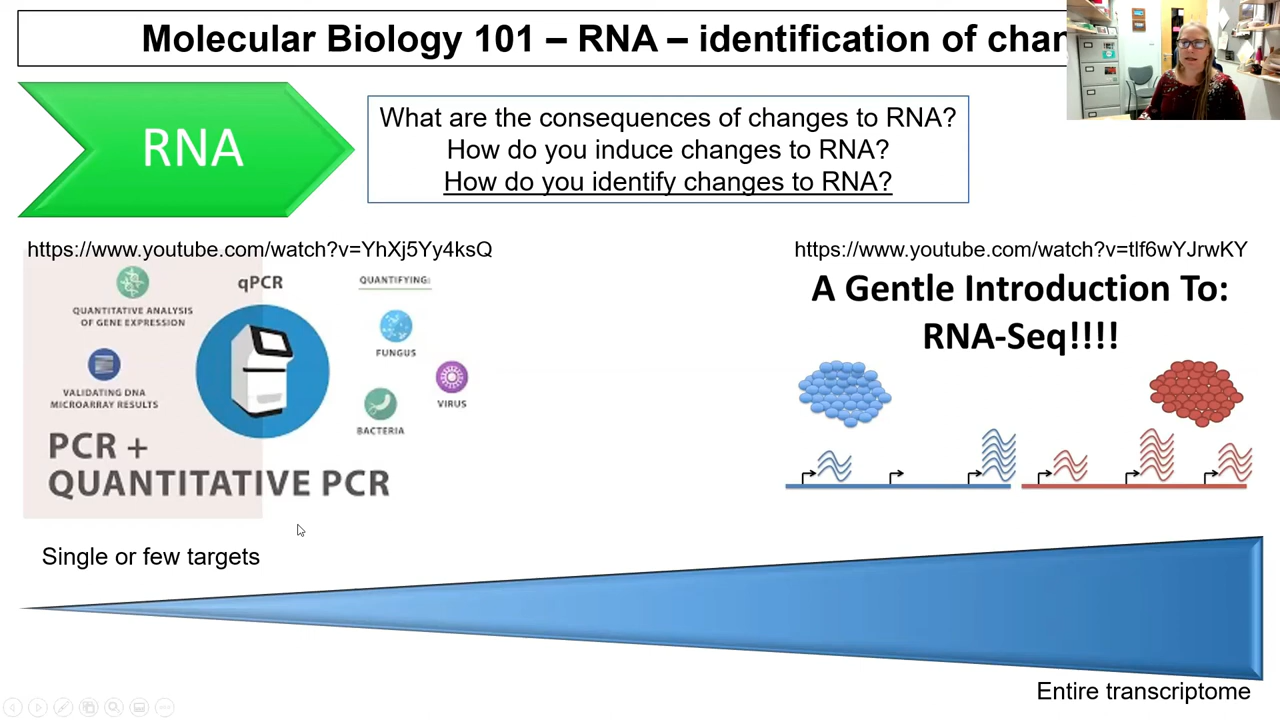 Molecular Biology 101 – RNA – identification of chan
RNA
What are the consequences of changes to RNA?
How do you induce changes to RNA?
How do you identify changes to RNA?
https://www.youtube.com/watch?v=YhXj5Yy4ksQ
QUANTITATIVE ANALYSIS
OF GENE EXPRESSION
qPCR
QUANTIFYING:
FUNGUS
VALIDATING DNA
MICROARRAY RESULTS
VIRUS
BACTERIA
PCR +
QUANTITATIVE PCR
https://www.youtube.com/watch?v=tlf6wYJrwKY
A Gentle Introduction To:
RNA-Seq!!!!
Single or few targets
Entire transcriptome